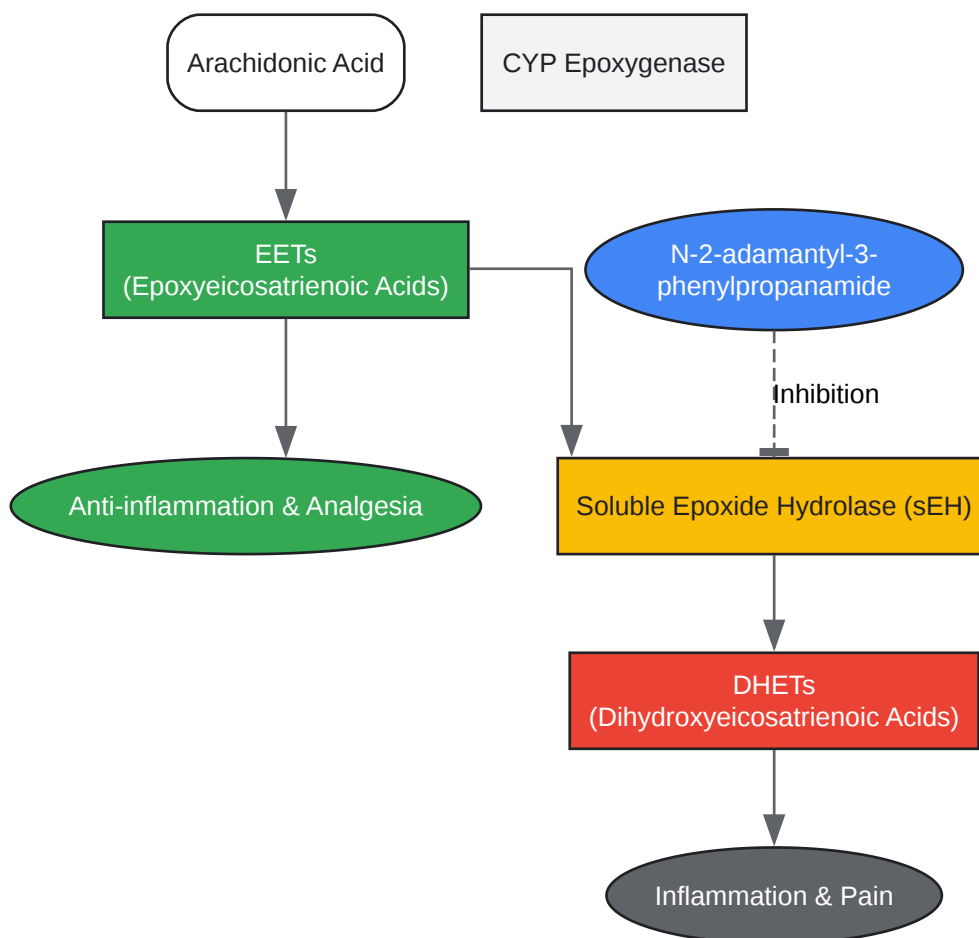 Arachidonic Acid
CYP Epoxygenase
EETs
(Epoxyeicosatrienoic Acids)
N-2-adamantyl-3-
phenylpropanamide
Inhibition
Anti-inflammation & Analgesia
Soluble Epoxide Hydrolase (sEH)
DHETs
(Dihydroxyeicosatrienoic Acids)
Inflammation & Pain